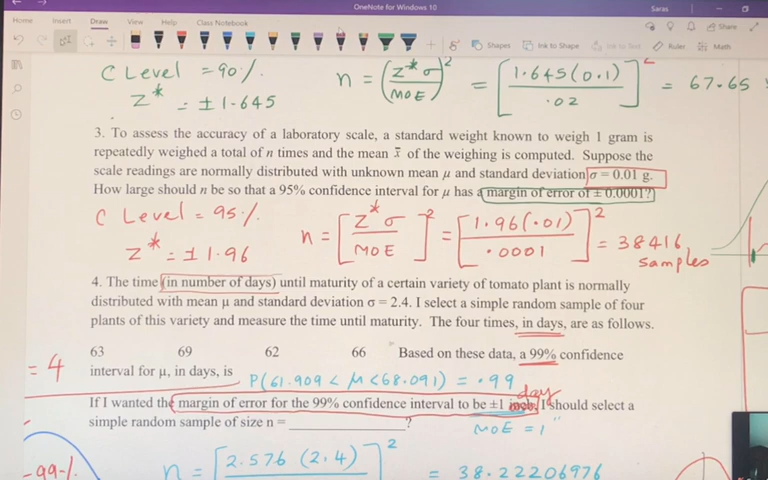 OneNote for Windows 10
Saras
Home Insert Draw View Help Class Notebook
Share
Shapes Ink to Shape Ink to Text Ruler Math
C Level = 90 %.
Z* = ± 1.645
n = (Z* σ / MOE)² = [1.645(0.1) / .02]² = 67.65
3. To assess the accuracy of a laboratory scale, a standard weight known to weigh 1 gram is
repeatedly weighed a total of n times and the mean x̄ of the weighing is computed. Suppose the
scale readings are normally distributed with unknown mean μ and standard deviation σ = 0.01 g.
How large should n be so that a 95% confidence interval for μ has a margin of error of ± 0.0001?
C Level = 95 %.
Z* = ± 1.96
n = [Z* σ / MOE]² = [1.96(.01) / .0001]² = 38416
samples
4. The time (in number of days) until maturity of a certain variety of tomato plant is normally
distributed with mean μ and standard deviation σ = 2.4. I select a simple random sample of four
plants of this variety and measure the time until maturity. The four times, in days, are as follows.
63 69 62 66 Based on these data, a 99% confidence
= 4
interval for μ, in days, is
P(61.909 < μ < 68.091) = .99
day
If I wanted the margin of error for the 99% confidence interval to be ±1 inch, I should select a
simple random sample of size n = ____________?
MOE = 1
-99-%
n = [2.576 (2.4)]² = 38.22206976